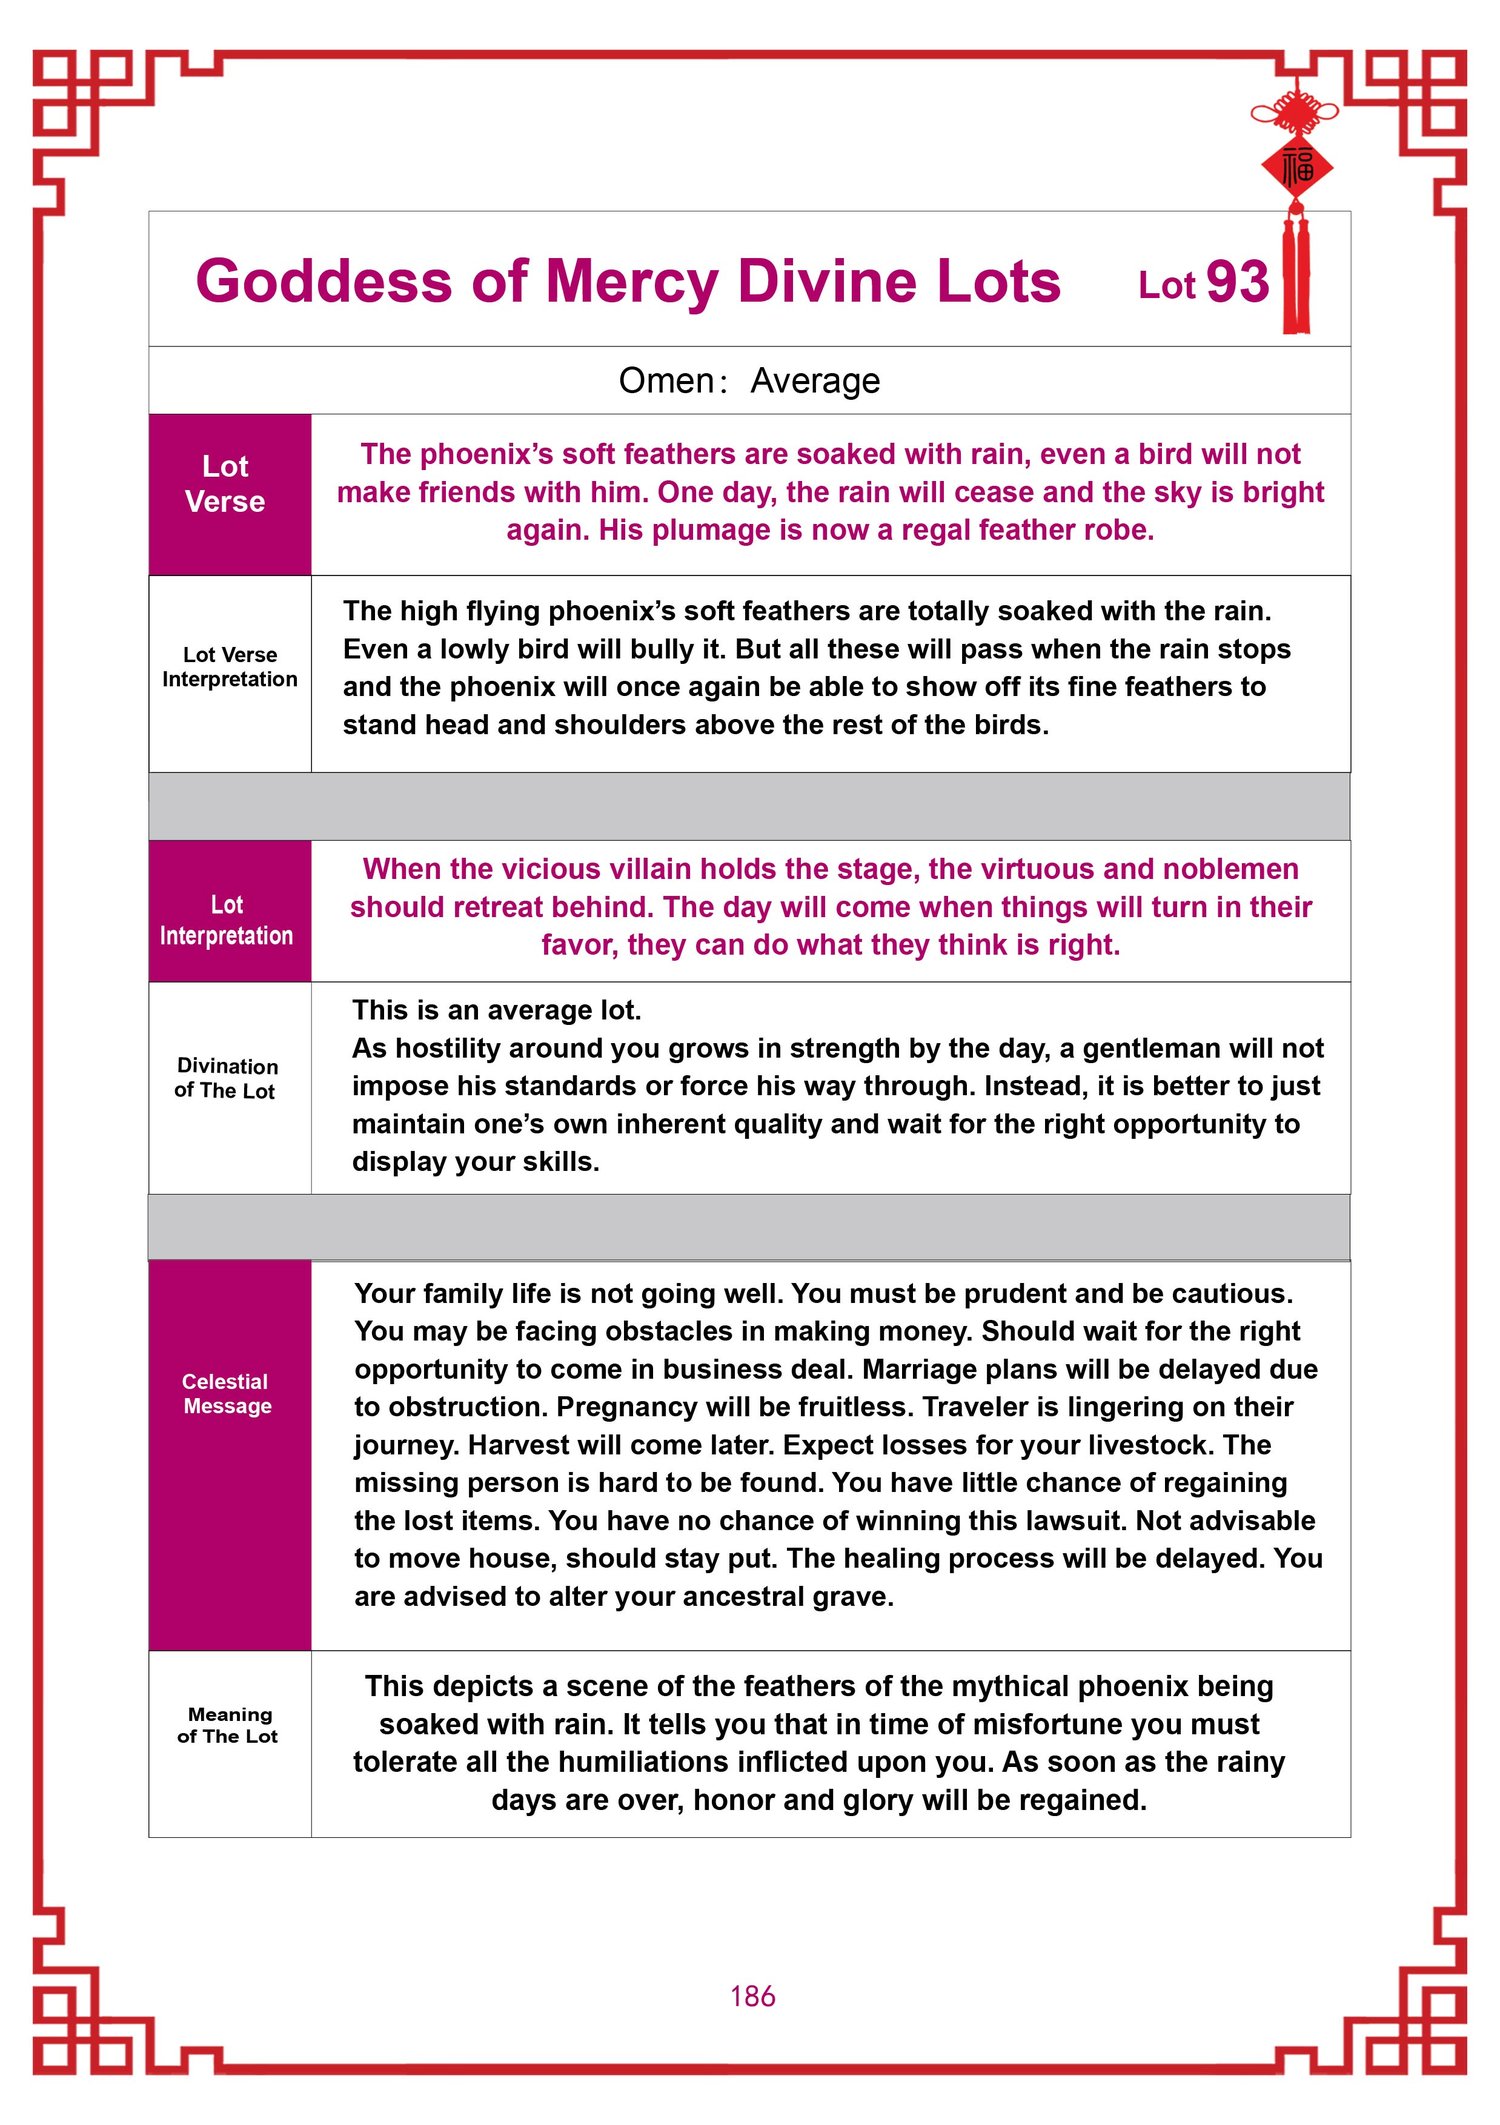 福
Goddess of Mercy Divine Lots Lot 93
Omen： Average
Lot
Verse
The phoenix’s soft feathers are soaked with rain, even a bird will not
make friends with him. One day, the rain will cease and the sky is bright
again. His plumage is now a regal feather robe.
Lot Verse
Interpretation
The high flying phoenix’s soft feathers are totally soaked with the rain.
Even a lowly bird will bully it. But all these will pass when the rain stops
and the phoenix will once again be able to show off its fine feathers to
stand head and shoulders above the rest of the birds.
Lot
Interpretation
When the vicious villain holds the stage, the virtuous and noblemen
should retreat behind. The day will come when things will turn in their
favor, they can do what they think is right.
Divination
of The Lot
This is an average lot.
As hostility around you grows in strength by the day, a gentleman will not
impose his standards or force his way through. Instead, it is better to just
maintain one’s own inherent quality and wait for the right opportunity to
display your skills.
Celestial
Message
Your family life is not going well. You must be prudent and be cautious.
You may be facing obstacles in making money. Should wait for the right
opportunity to come in business deal. Marriage plans will be delayed due
to obstruction. Pregnancy will be fruitless. Traveler is lingering on their
journey. Harvest will come later. Expect losses for your livestock. The
missing person is hard to be found. You have little chance of regaining
the lost items. You have no chance of winning this lawsuit. Not advisable
to move house, should stay put. The healing process will be delayed. You
are advised to alter your ancestral grave.
Meaning
of The Lot
This depicts a scene of the feathers of the mythical phoenix being
soaked with rain. It tells you that in time of misfortune you must
tolerate all the humiliations inflicted upon you. As soon as the rainy
days are over, honor and glory will be regained.
186